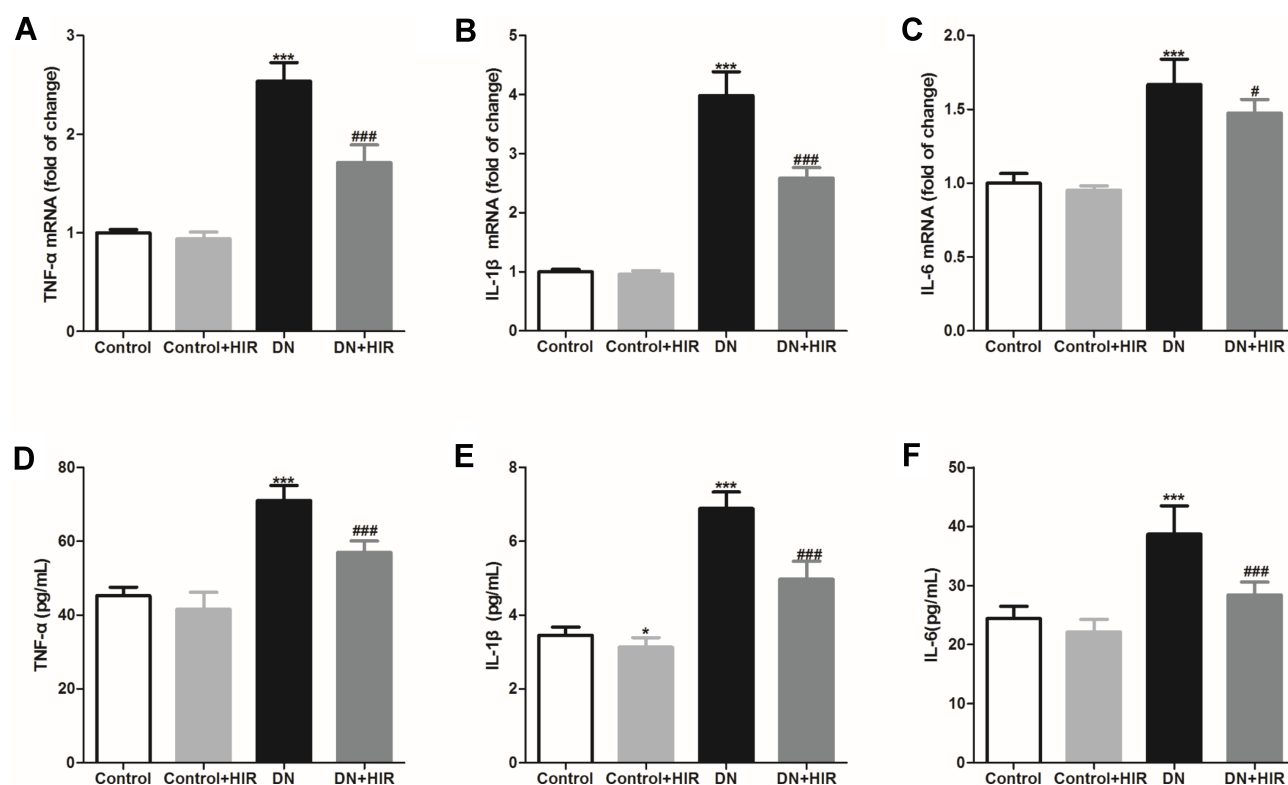 A
TNF-α mRNA (fold of change)
3
2
1
0
***
###
Control Control+HIR DN DN+HIR
B
IL-1β mRNA (fold of change)
5
4
3
2
1
0
***
###
Control Control+HIR DN DN+HIR
C
IL-6 mRNA (fold of change)
2.0
1.5
1.0
0.5
0.0
***
#
Control Control+HIR DN DN+HIR
D
TNF-α (pg/mL)
80
60
40
20
0
***
###
Control Control+HIR DN DN+HIR
E
IL-1β (pg/mL)
8
6
4
2
0
*
***
###
Control Control+HIR DN DN+HIR
F
IL-6(pg/mL)
50
40
30
20
10
0
***
###
Control Control+HIR DN DN+HIR